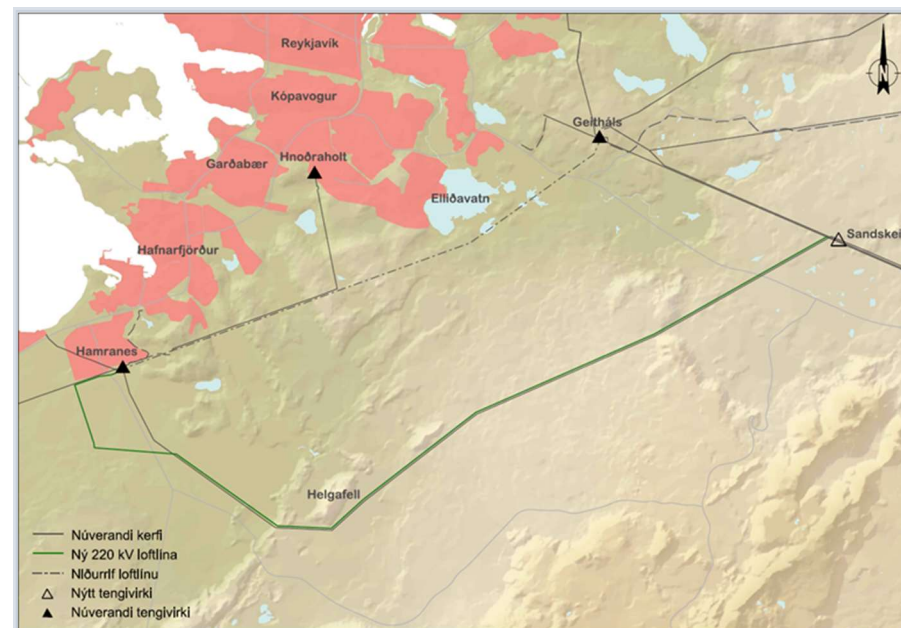 Reykjavík
N
Kópavogur
Geitháls
Hnoðraholt
Garðabær
Elliðavatn
Sandskei
Hafnarfjörður
Hamranes
Helgafell
Núverandi kerfi
Ný 220 kV loftlína
Niðurrif loftlínu
Nýtt tengivirki
Núverandi tengivirki